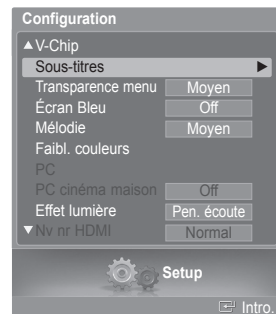 Configuration
▲V-Chip
Sous-titres ►
Transparence menu Moyen
Écran Bleu Off
Mélodie Moyen
Faibl. couleurs
PC
PC cinéma maison Off
Effet lumière Pen. écoute
▼Nv nr HDMI Normal
Setup
Intro.